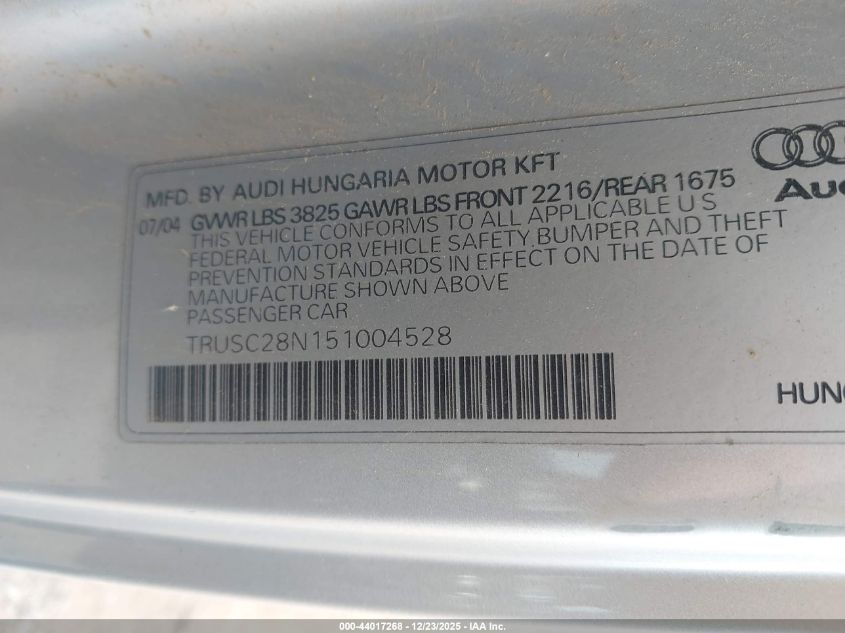 MFD. BY AUDI HUNGARIA MOTOR KFT
07/04 GVWR LBS 3825 GAWR LBS FRONT 2216/REAR 1675
THIS VEHICLE CONFORMS TO ALL APPLICABLE U S
FEDERAL MOTOR VEHICLE SAFETY, BUMPER AND THEFT
PREVENTION STANDARDS IN EFFECT ON THE DATE OF
MANUFACTURE SHOWN ABOVE
PASSENGER CAR
TRUSC28N151004528
000-44017268 - 12/23/2025 - IAA Inc.